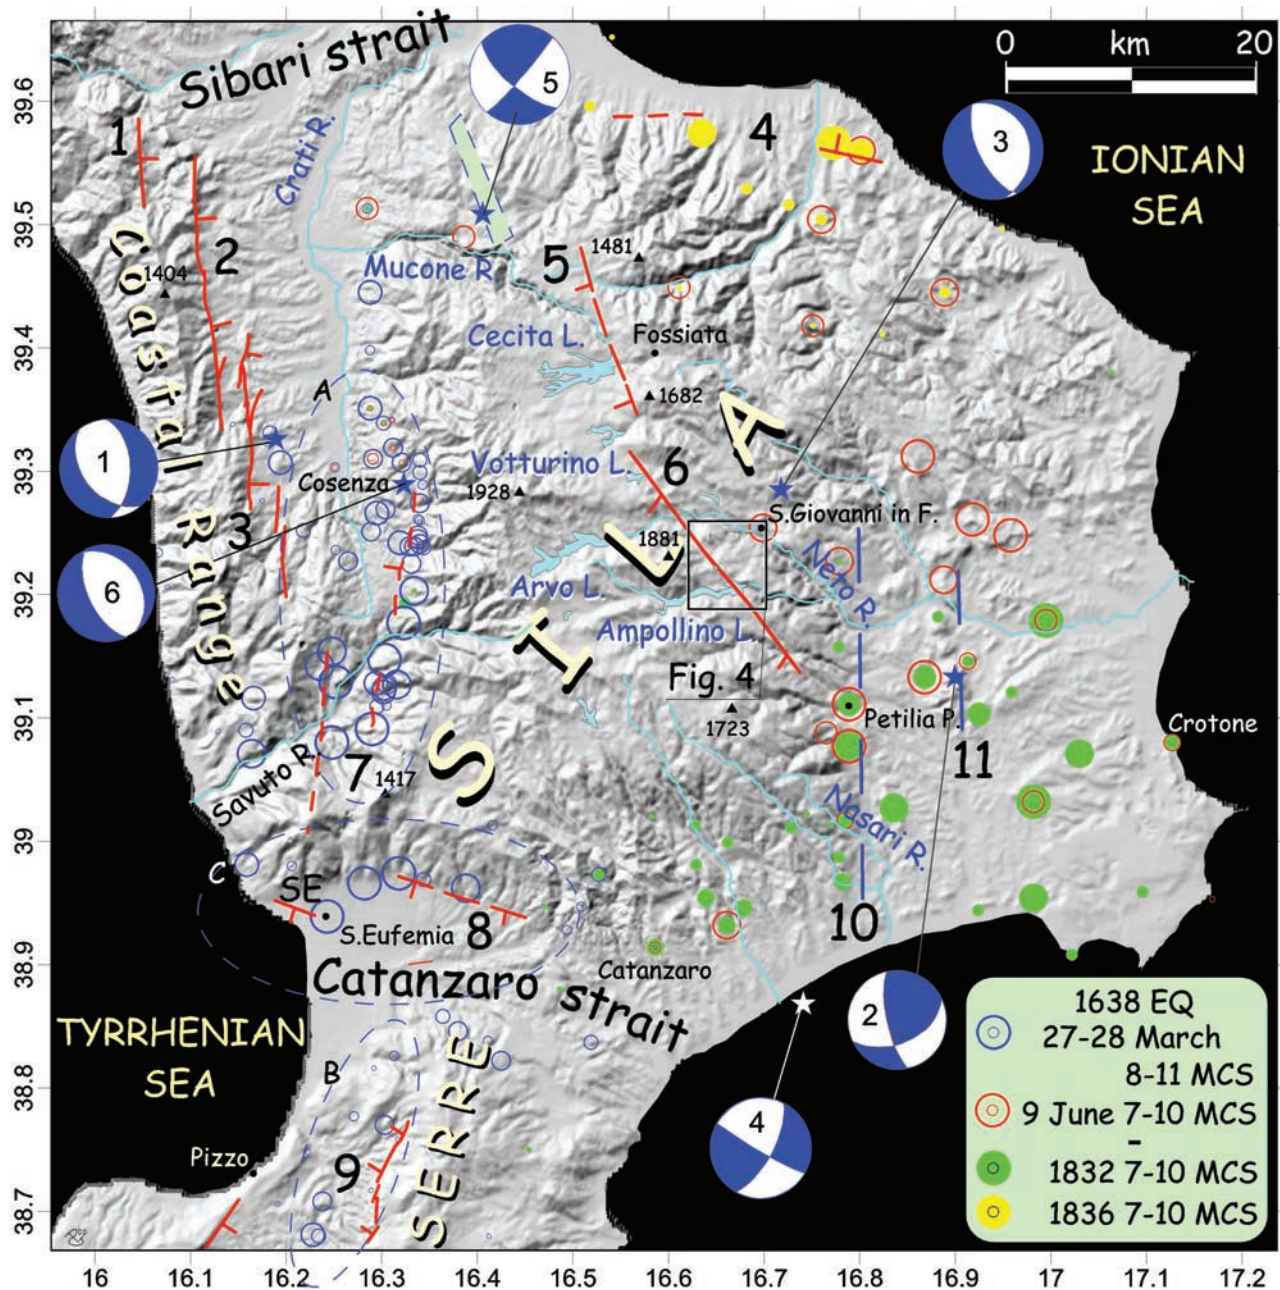 Sibari strait
0 km 20
5
3
IONIAN
SEA
1
2
4
Crati R.
1404
1481
5
Mucone R
Cecita L.
Fossiata
1682
A
Coastal Range
1
Cosenza
Votturino L.
1928
6
S.Giovanni in F.
1881
3
6
Arvo L.
Neto R.
Ampollino L.
SILA
Fig. 4
1723
Petilia P.
Crotone
11
Savuto R.
7
1417
Nasari R.
C
SE
S.Eufemia
8
10
Catanzaro
Catanzaro strait
TYRRHENIAN
SEA
B
SERRE
2
4
Pizzo
9
1638 EQ
27-28 March
8-11 MCS
9 June 7-10 MCS
-
1832 7-10 MCS
1836 7-10 MCS
39.6
39.5
39.4
39.3
39.2
39.1
39
38.9
38.8
38.7
16 16.1 16.2 16.3 16.4 16.5 16.6 16.7 16.8 16.9 17 17.1 17.2